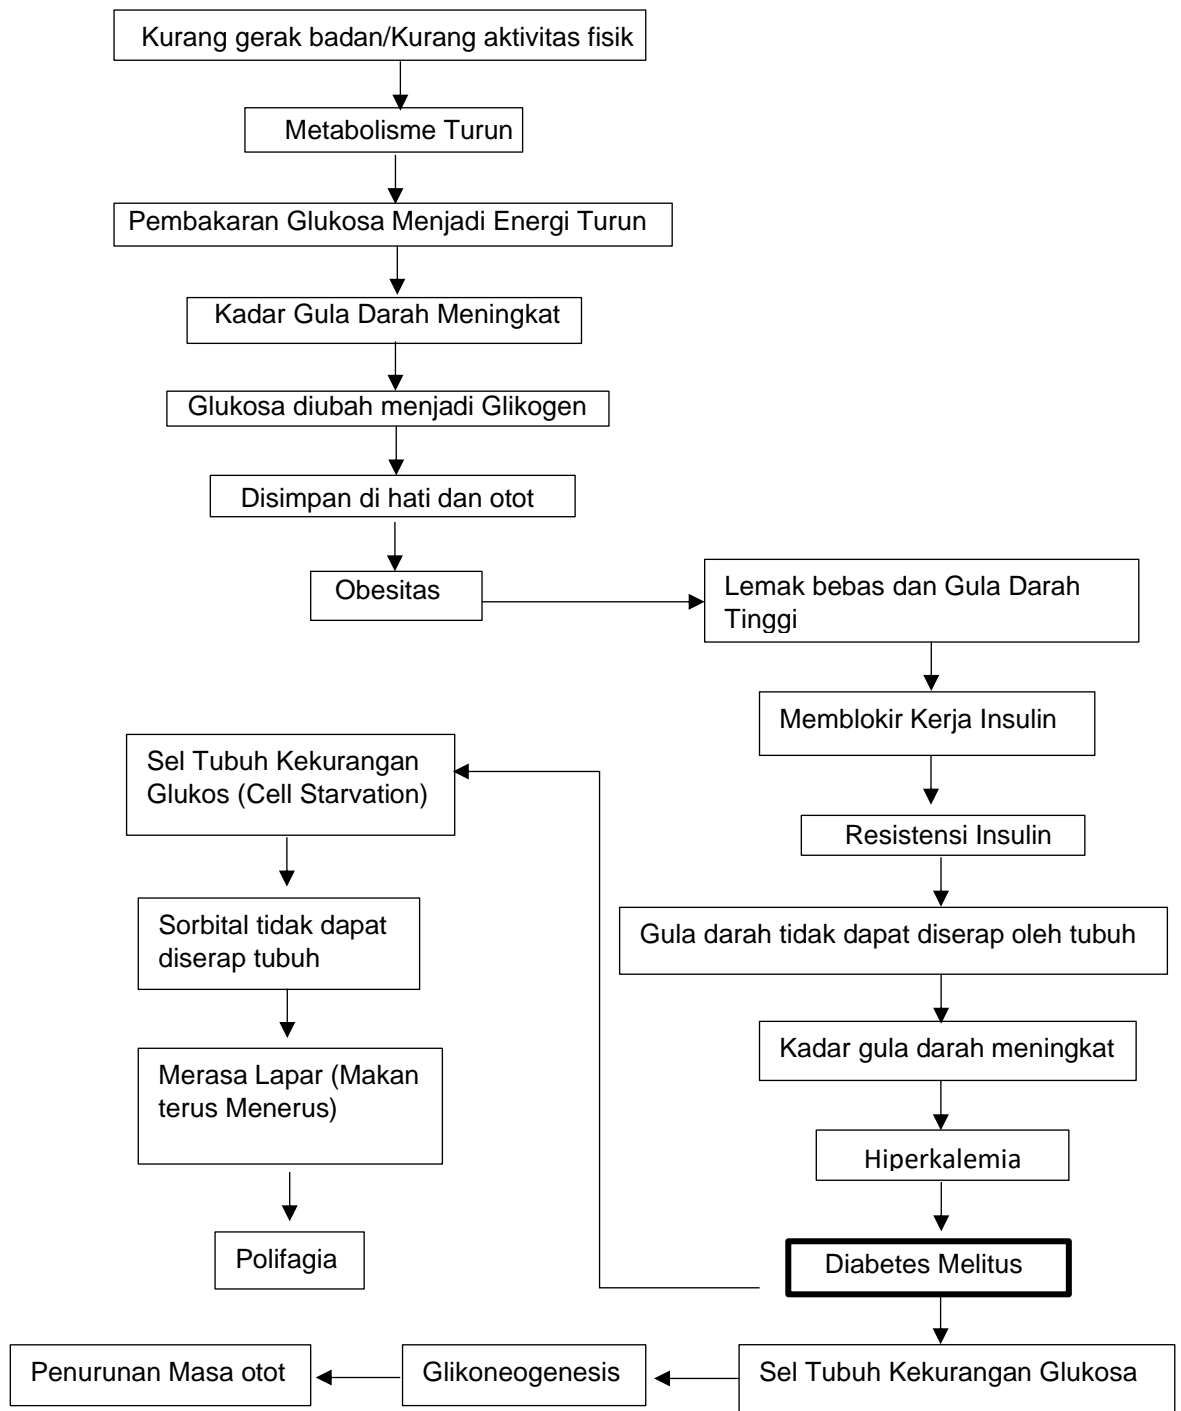 Kurang gerak badan/Kurang aktivitas fisik
Metabolisme Turun
Pembakaran Glukosa Menjadi Energi Turun
Kadar Gula Darah Meningkat
Glukosa diubah menjadi Glikogen
Disimpan di hati dan otot
Obesitas
Lemak bebas dan Gula Darah
Tinggi
Memblokir Kerja Insulin
Resistensi Insulin
Gula darah tidak dapat diserap oleh tubuh
Kadar gula darah meningkat
Hiperkalemia
Diabetes Melitus
Sel Tubuh Kekurangan
Glukos (Cell Starvation)
Sorbital tidak dapat
diserap tubuh
Merasa Lapar (Makan
terus Menerus)
Polifagia
Sel Tubuh Kekurangan Glukosa
Glikoneogenesis
Penurunan Masa otot